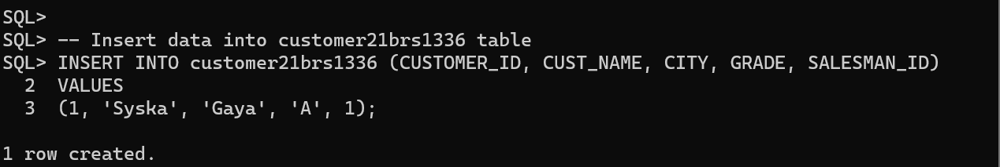 SQL>
SQL> -- Insert data into customer21brs1336 table
SQL> INSERT INTO customer21brs1336 (CUSTOMER_ID, CUST_NAME, CITY, GRADE, SALESMAN_ID)
  2  VALUES
  3  (1, 'Syska', 'Gaya', 'A', 1);
1 row created.